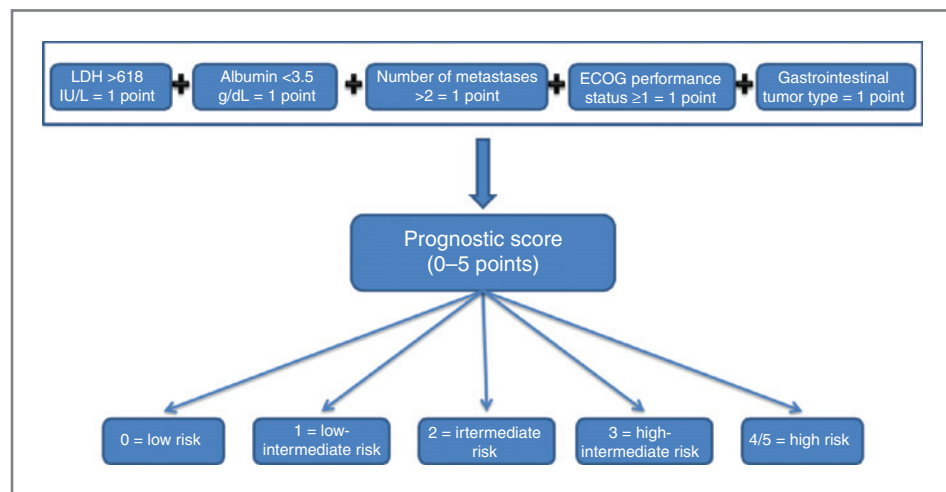 LDH >618
IU/L = 1 point
+
Albumin <3.5
g/dL = 1 point
+
Number of metastases
>2 = 1 point
+
ECOG performance
status ≥1 = 1 point
+
Gastrointestinal
tumor type = 1 point
Prognostic score
(0–5 points)
0 = low risk
1 = low-
intermediate risk
2 = itermediate
risk
3 = high-
intermediate risk
4/5 = high risk